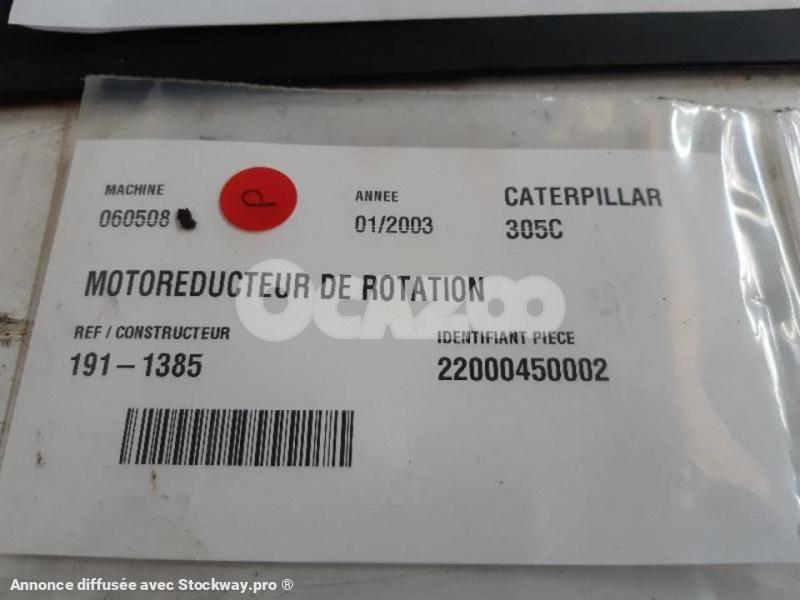 MACHINE
060508
P
ANNEE
01/2003
CATERPILLAR
305C
MOTOREDUCTEUR DE ROTATION
OCAZOO
REF / CONSTRUCTEUR
191-1385
IDENTIFIANT PIECE
22000450002
Annonce diffusée avec Stockway.pro ®